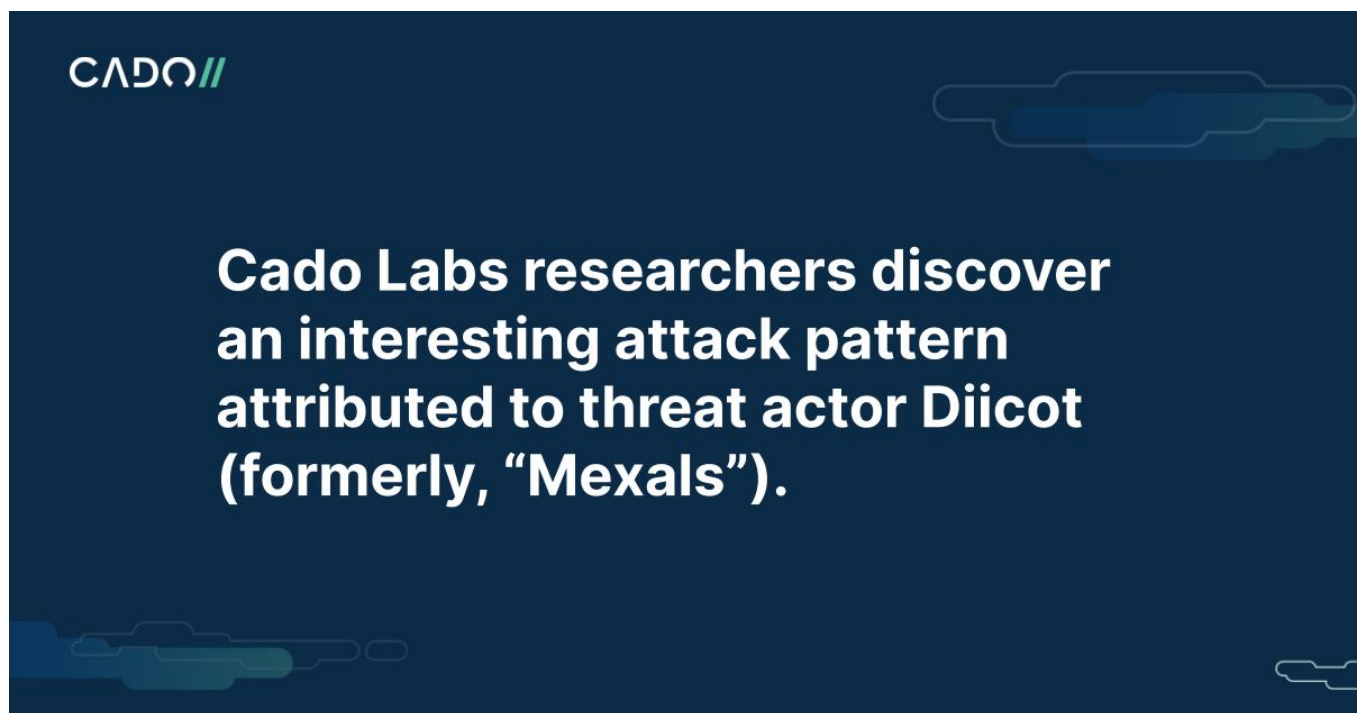 CADO//
Cado Labs researchers discover
an interesting attack pattern
attributed to threat actor Diicot
(formerly, “Mexals”).